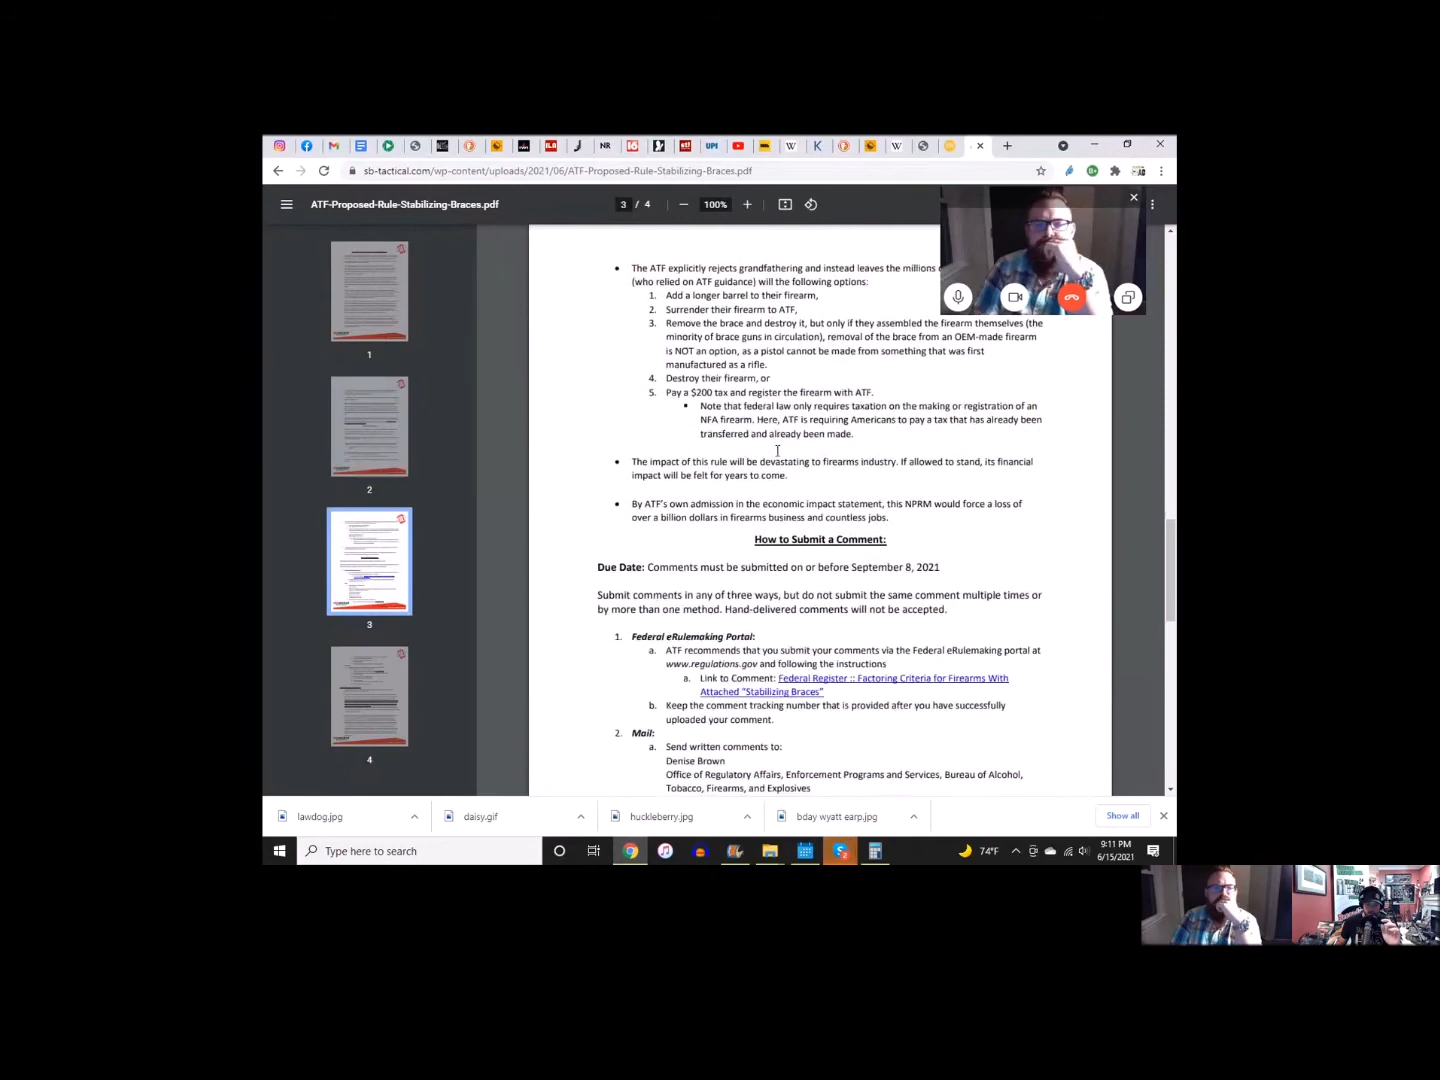 NR
UPI
W
K
W
sb-tactical.com/wp-content/uploads/2021/06/ATF-Proposed-Rule-Stabilizing-Braces.pdf
ATF-Proposed-Rule-Stabilizing-Braces.pdf
3 / 4
100%
• The ATF explicitly rejects grandfathering and instead leaves the millions
(who relied on ATF guidance) will the following options:
1. Add a longer barrel to their firearm,
2. Surrender their firearm to ATF,
3. Remove the brace and destroy it, but only if they assembled the firearm themselves (the
minority of brace guns in circulation), removal of the brace from an OEM-made firearm
is NOT an option, as a pistol cannot be made from something that was first
manufactured as a rifle.
4. Destroy their firearm, or
5. Pay a $200 tax and register the firearm with ATF.
▪ Note that federal law only requires taxation on the making or registration of an
NFA firearm. Here, ATF is requiring Americans to pay a tax that has already been
transferred and already been made.
• The impact of this rule will be devastating to firearms industry. If allowed to stand, its financial
impact will be felt for years to come.
• By ATF's own admission in the economic impact statement, this NPRM would force a loss of
over a billion dollars in firearms business and countless jobs.
How to Submit a Comment:
Due Date: Comments must be submitted on or before September 8, 2021
Submit comments in any of three ways, but do not submit the same comment multiple times or
by more than one method. Hand-delivered comments will not be accepted.
1. Federal eRulemaking Portal:
a. ATF recommends that you submit your comments via the Federal eRulemaking portal at
www.regulations.gov and following the instructions
a. Link to Comment: Federal Register :: Factoring Criteria for Firearms With
Attached "Stabilizing Braces"
b. Keep the comment tracking number that is provided after you have successfully
uploaded your comment.
2. Mail:
a. Send written comments to:
Denise Brown
Office of Regulatory Affairs, Enforcement Programs and Services, Bureau of Alcohol,
Tobacco, Firearms, and Explosives
1
2
3
4
lawdog.jpg
daisy.gif
huckleberry.jpg
bday wyatt earp.jpg
Show all
Type here to search
74°F
9:11 PM
6/15/2021